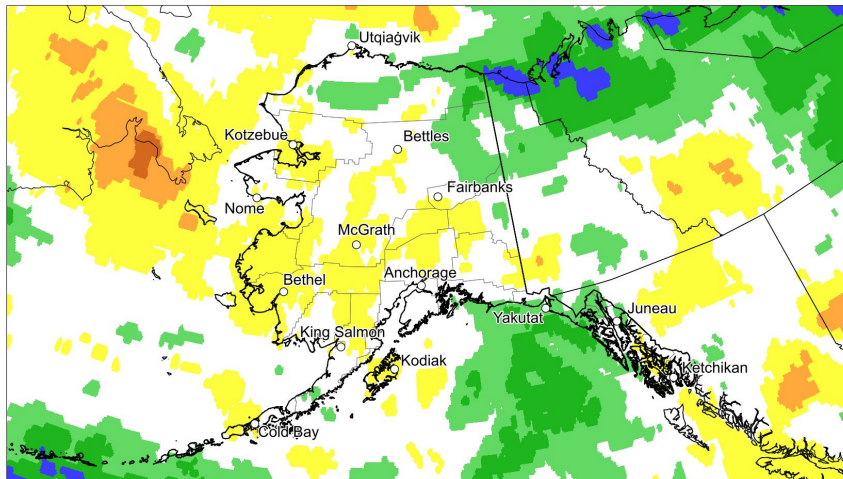 Utqiaġvik
Kotzebue
Bettles
Fairbanks
Nome
McGrath
Bethel
Anchorage
Yakutat
Juneau
King Salmon
Kodiak
Ketchikan
Cold Bay